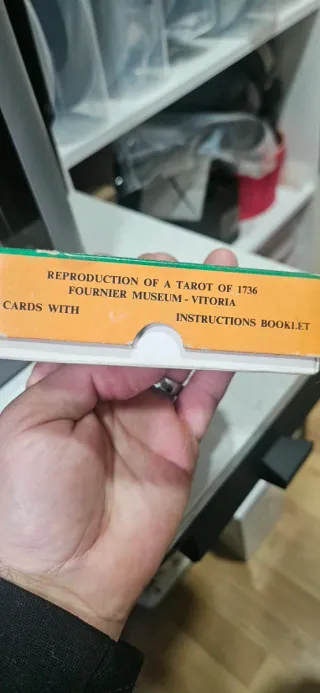 REPRODUCTION OF A TAROT OF 1736
FOURNIER MUSEUM - VITORIA
CARDS WITH INSTRUCTIONS BOOKLET